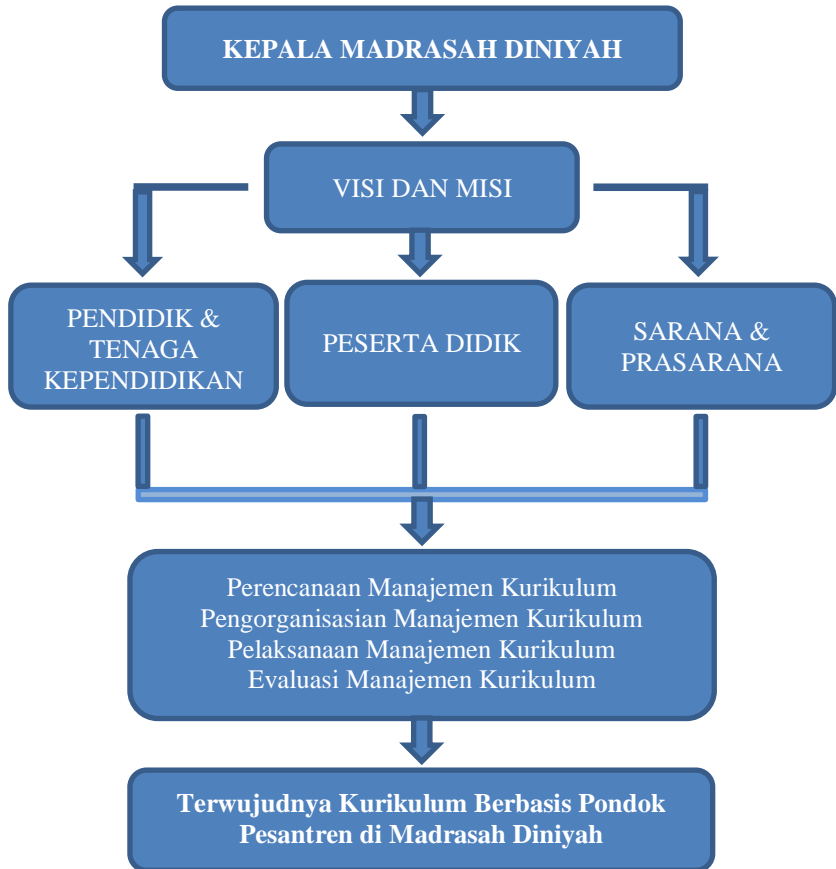 KEPALA MADRASAH DINIYAH
VISI DAN MISI
PENDIDIK &
TENAGA
KEPENDIDIKAN
PESERTA DIDIK
SARANA &
PRASARANA
Perencanaan Manajemen Kurikulum
Pengorganisasian Manajemen Kurikulum
Pelaksanaan Manajemen Kurikulum
Evaluasi Manajemen Kurikulum
Terwujudnya Kurikulum Berbasis Pondok
Pesantren di Madrasah Diniyah